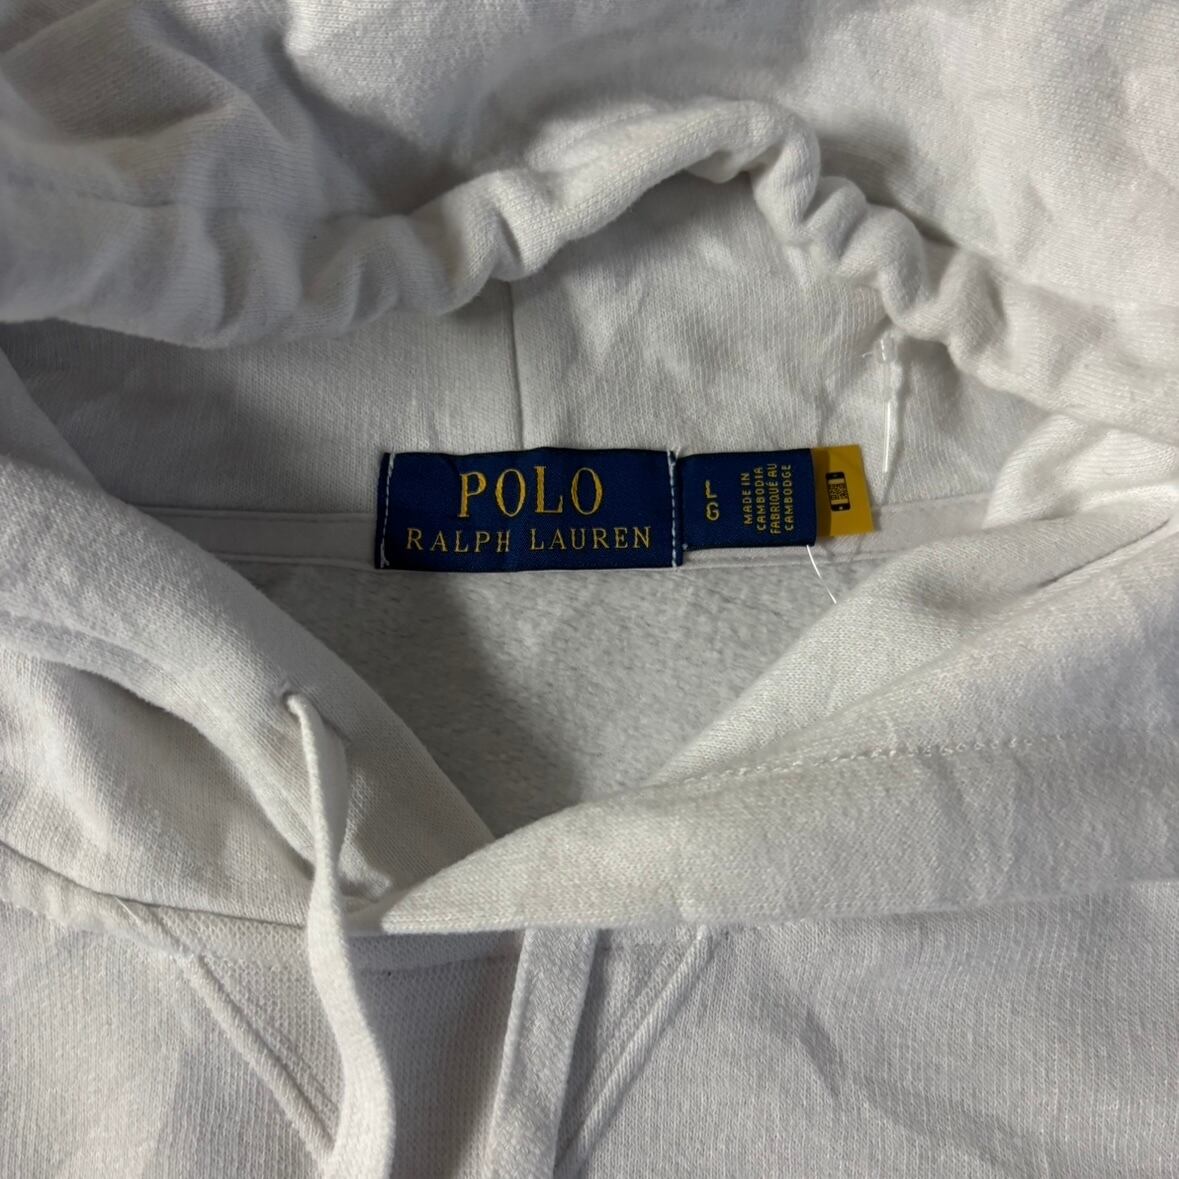 POLO
RALPH LAUREN
L
G
MADE IN
CAMBODIA
FABRIQUÉ AU
CAMBODGE